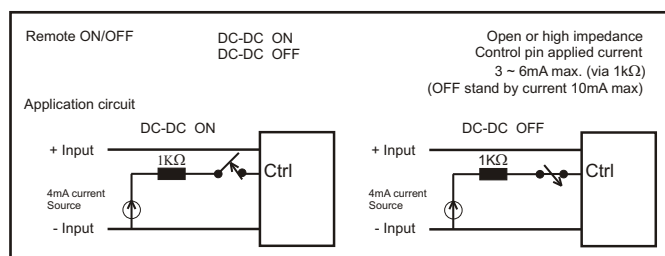 Remote ON/OFF DC-DC ON Open or high impedance
DC-DC OFF Control pin applied current
3 ~ 6mA max. (via 1kΩ)
(OFF stand by current 10mA max)
Application circuit
DC-DC ON
+ Input
1KΩ
Ctrl
4mA current
Source
- Input
DC-DC OFF
+ Input
1KΩ
Ctrl
4mA current
Source
- Input